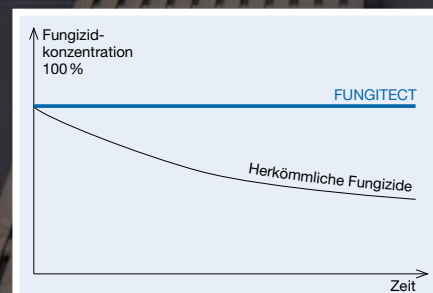 Fungizid-
konzentration
100 %
FUNGITECT
Herkömmliche Fungizide
Zeit